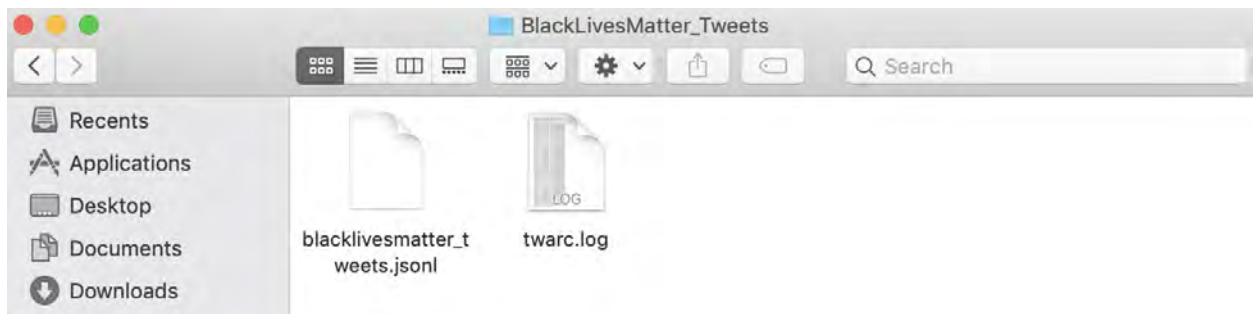 BlackLivesMatter_Tweets
Search
Recents
Applications
Desktop
Documents
Downloads
LOG
blacklivesmatter_t
weets.jsonl
twarc.log